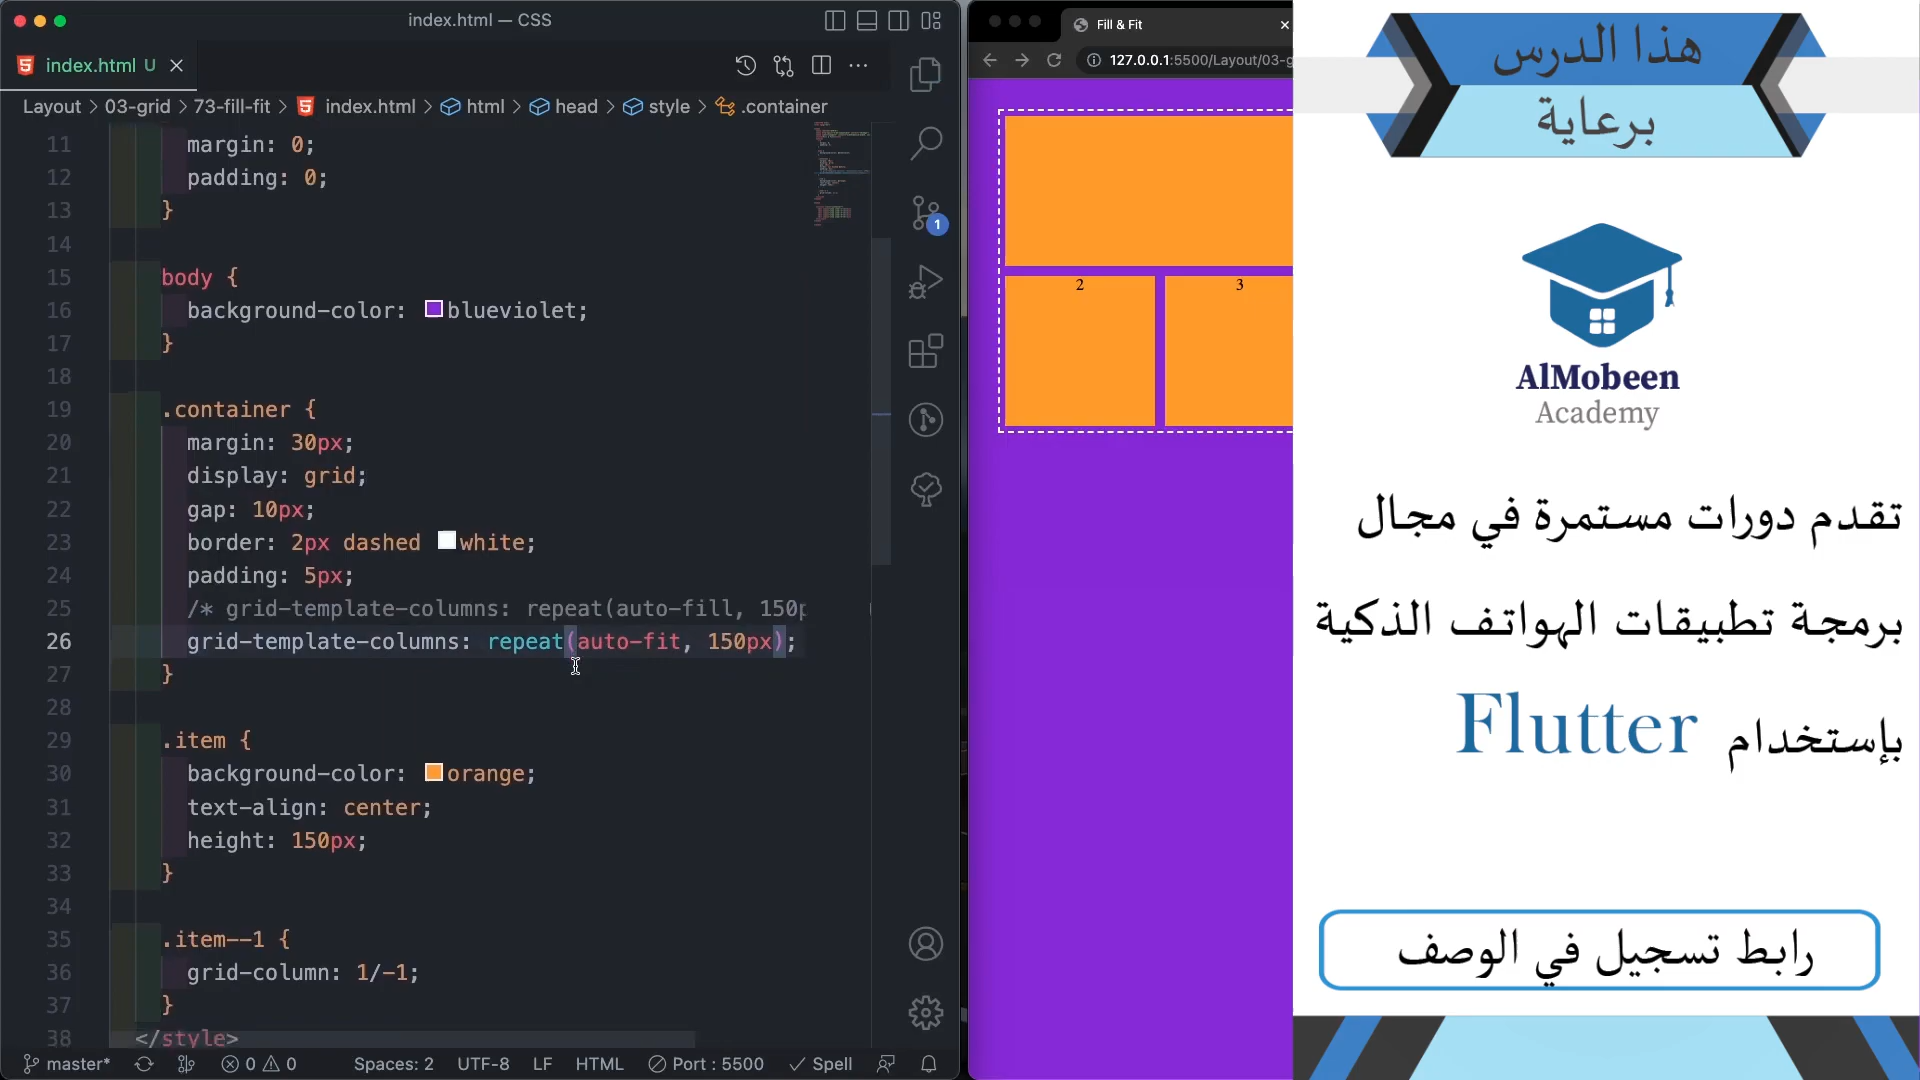 index.html — CSS
index.html U
Layout > 03-grid > 73-fill-fit > index.html > html > head > style > .container
11 margin: 0;
12 padding: 0;
13 }
14
15 body {
16 background-color: blueviolet;
17 }
18
19 .container {
20 margin: 30px;
21 display: grid;
22 gap: 10px;
23 border: 2px dashed white;
24 padding: 5px;
25 /* grid-template-columns: repeat(auto-fill, 150p
26 grid-template-columns: repeat(auto-fit, 150px);
27 }
28
29 .item {
30 background-color: orange;
31 text-align: center;
32 height: 150px;
33 }
34
35 .item--1 {
36 grid-column: 1/-1;
37 }
38 </style>
1
master* 0 0 Spaces: 2 UTF-8 LF HTML Port : 5500 Spell
Fill & Fit
127.0.0.1:5500/Layout/03-g
2 3
هذا الدرس
برعاية
AlMobeen
Academy
تقدم دورات مستمرة في مجال
برمجة تطبيقات الهواتف الذكية
بإستخدام Flutter
رابط تسجيل في الوصف